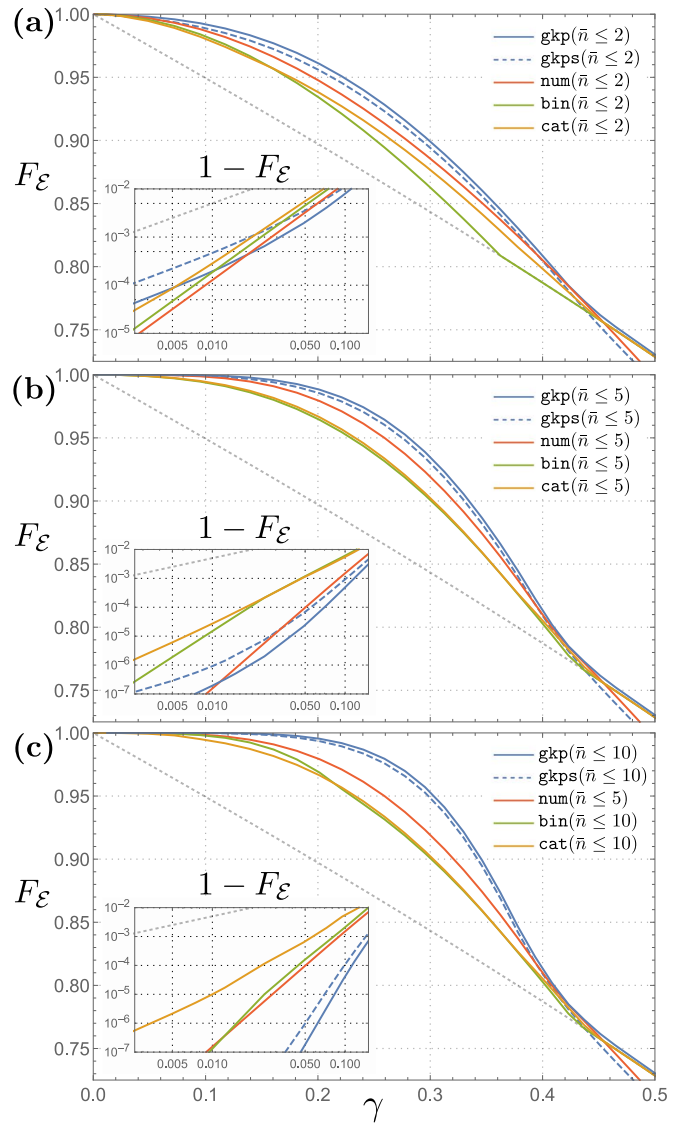 (a)
1.00
0.95
0.90
0.85
0.80
0.75
F_ℰ
gkp(n̄ ≤ 2)
gkps(n̄ ≤ 2)
num(n̄ ≤ 2)
bin(n̄ ≤ 2)
cat(n̄ ≤ 2)
1 − F_ℰ
10⁻²
10⁻³
10⁻⁴
10⁻⁵
0.005 0.010 0.050 0.100
(b)
1.00
0.95
0.90
0.85
0.80
0.75
F_ℰ
gkp(n̄ ≤ 5)
gkps(n̄ ≤ 5)
num(n̄ ≤ 5)
bin(n̄ ≤ 5)
cat(n̄ ≤ 5)
1 − F_ℰ
10⁻²
10⁻³
10⁻⁴
10⁻⁵
10⁻⁶
10⁻⁷
0.005 0.010 0.050 0.100
(c)
1.00
0.95
0.90
0.85
0.80
0.75
F_ℰ
gkp(n̄ ≤ 10)
gkps(n̄ ≤ 10)
num(n̄ ≤ 5)
bin(n̄ ≤ 10)
cat(n̄ ≤ 10)
1 − F_ℰ
10⁻²
10⁻³
10⁻⁴
10⁻⁵
10⁻⁶
10⁻⁷
0.005 0.010 0.050 0.100
0.0 0.1 0.2 0.3 0.4 0.5
γ